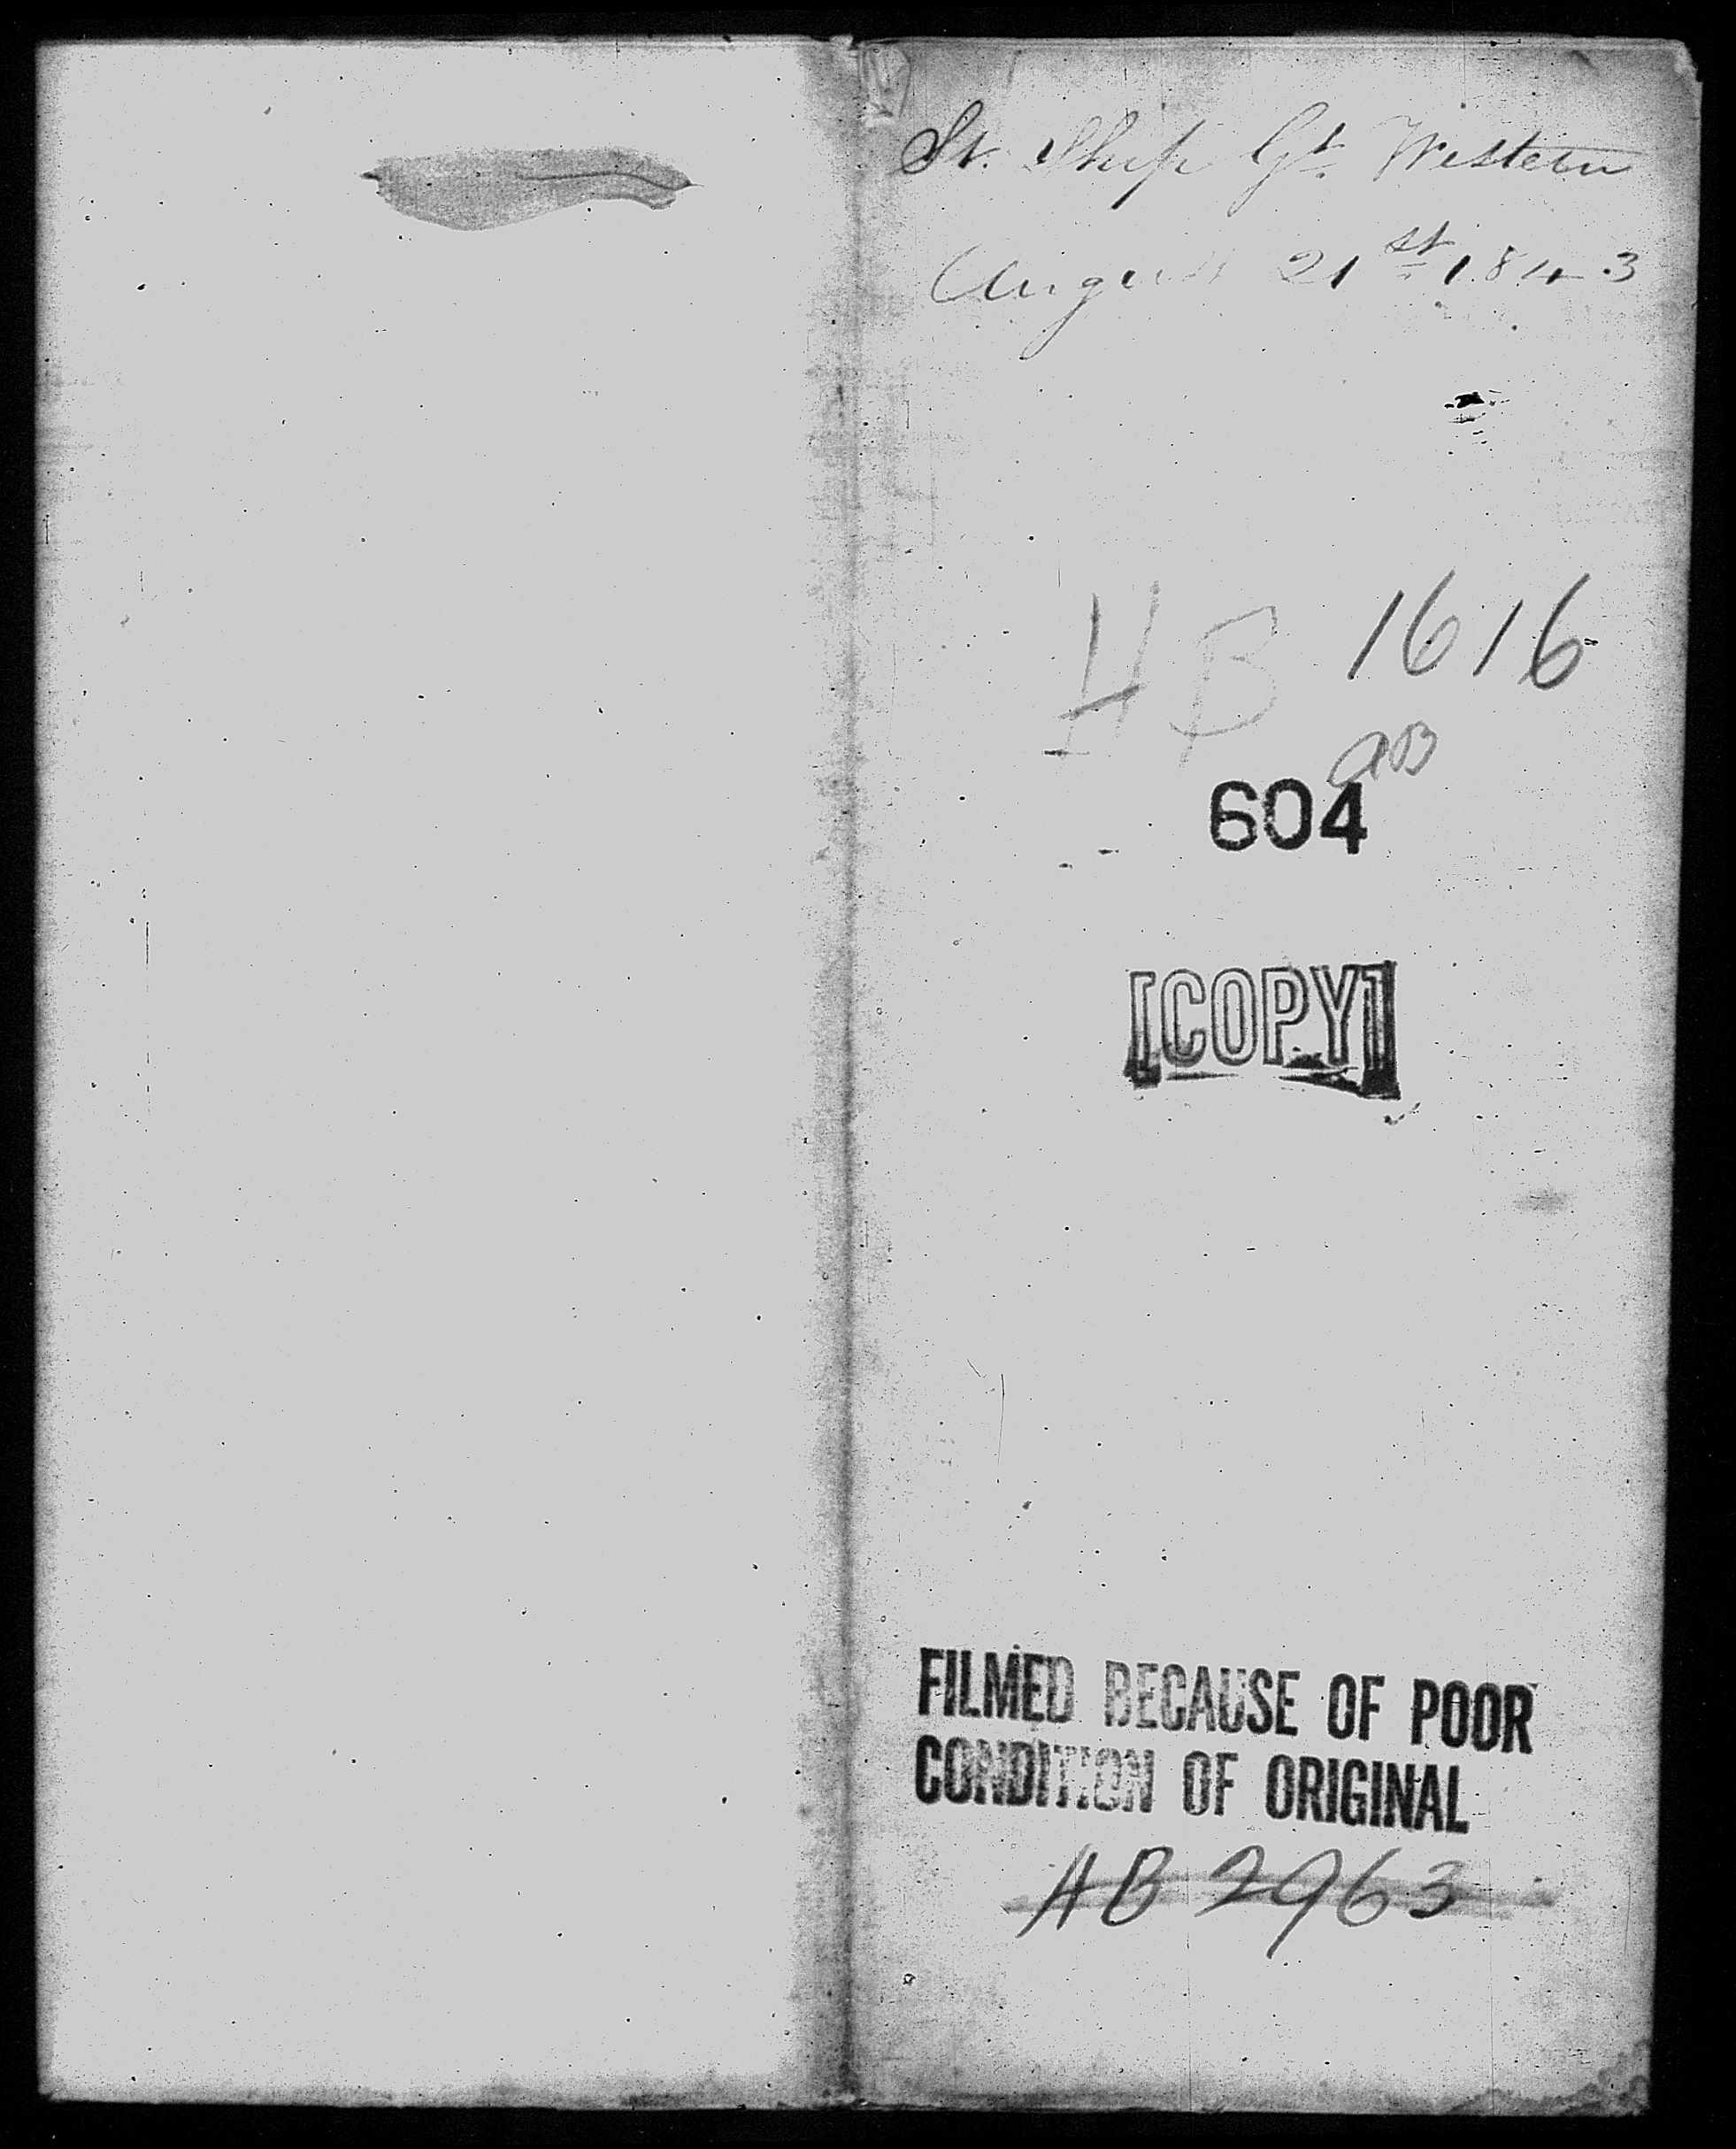 St. Ship Gt. Western
August 21st 1843
HB 1616
AB
604
[COPY]
FILMED BECAUSE OF POOR
CONDITION OF ORIGINAL
AB 2963